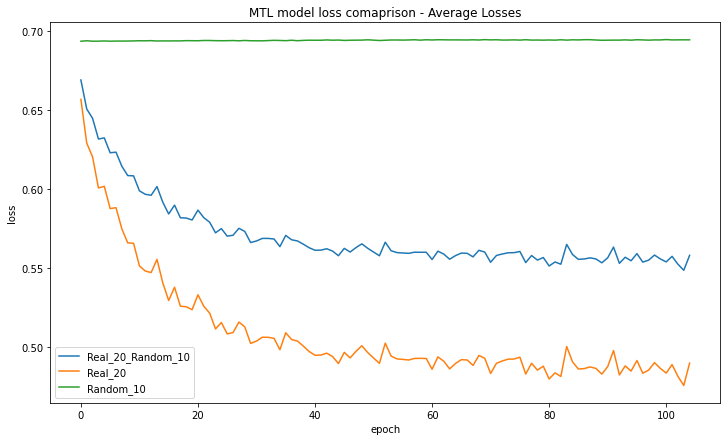 MTL model loss comaprison - Average Losses
0.70
0.65
0.60
0.55
0.50
loss
Real_20_Random_10
Real_20
Random_10
0 20 40 60 80 100
epoch